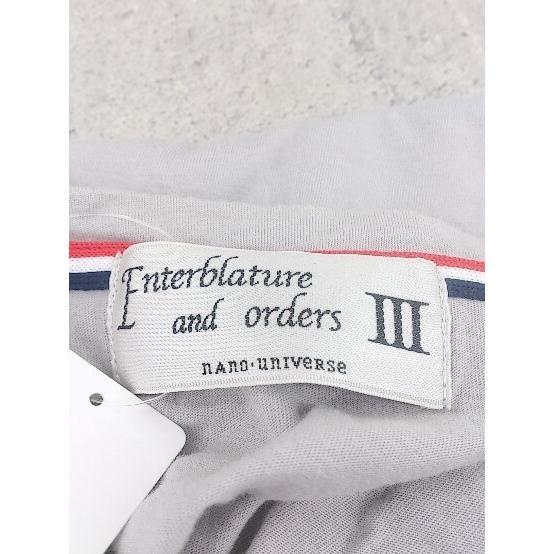 Enterblature
and orders III
nano·universe